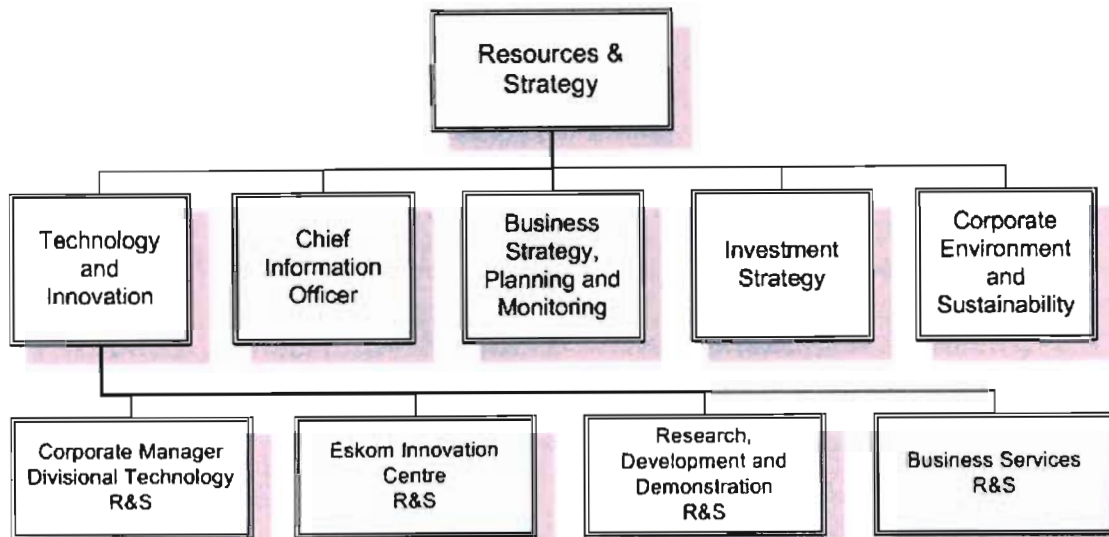 Resources &
Strategy
Technology
and
Innovation
Chief
Information
Officer
Business
Strategy,
Planning and
Monitoring
Investment
Strategy
Corporate
Environment
and
Sustainability
Corporate Manager
Divisional Technology
R&S
Eskom Innovation
Centre
R&S
Research,
Development and
Demonstration
R&S
Business Services
R&S